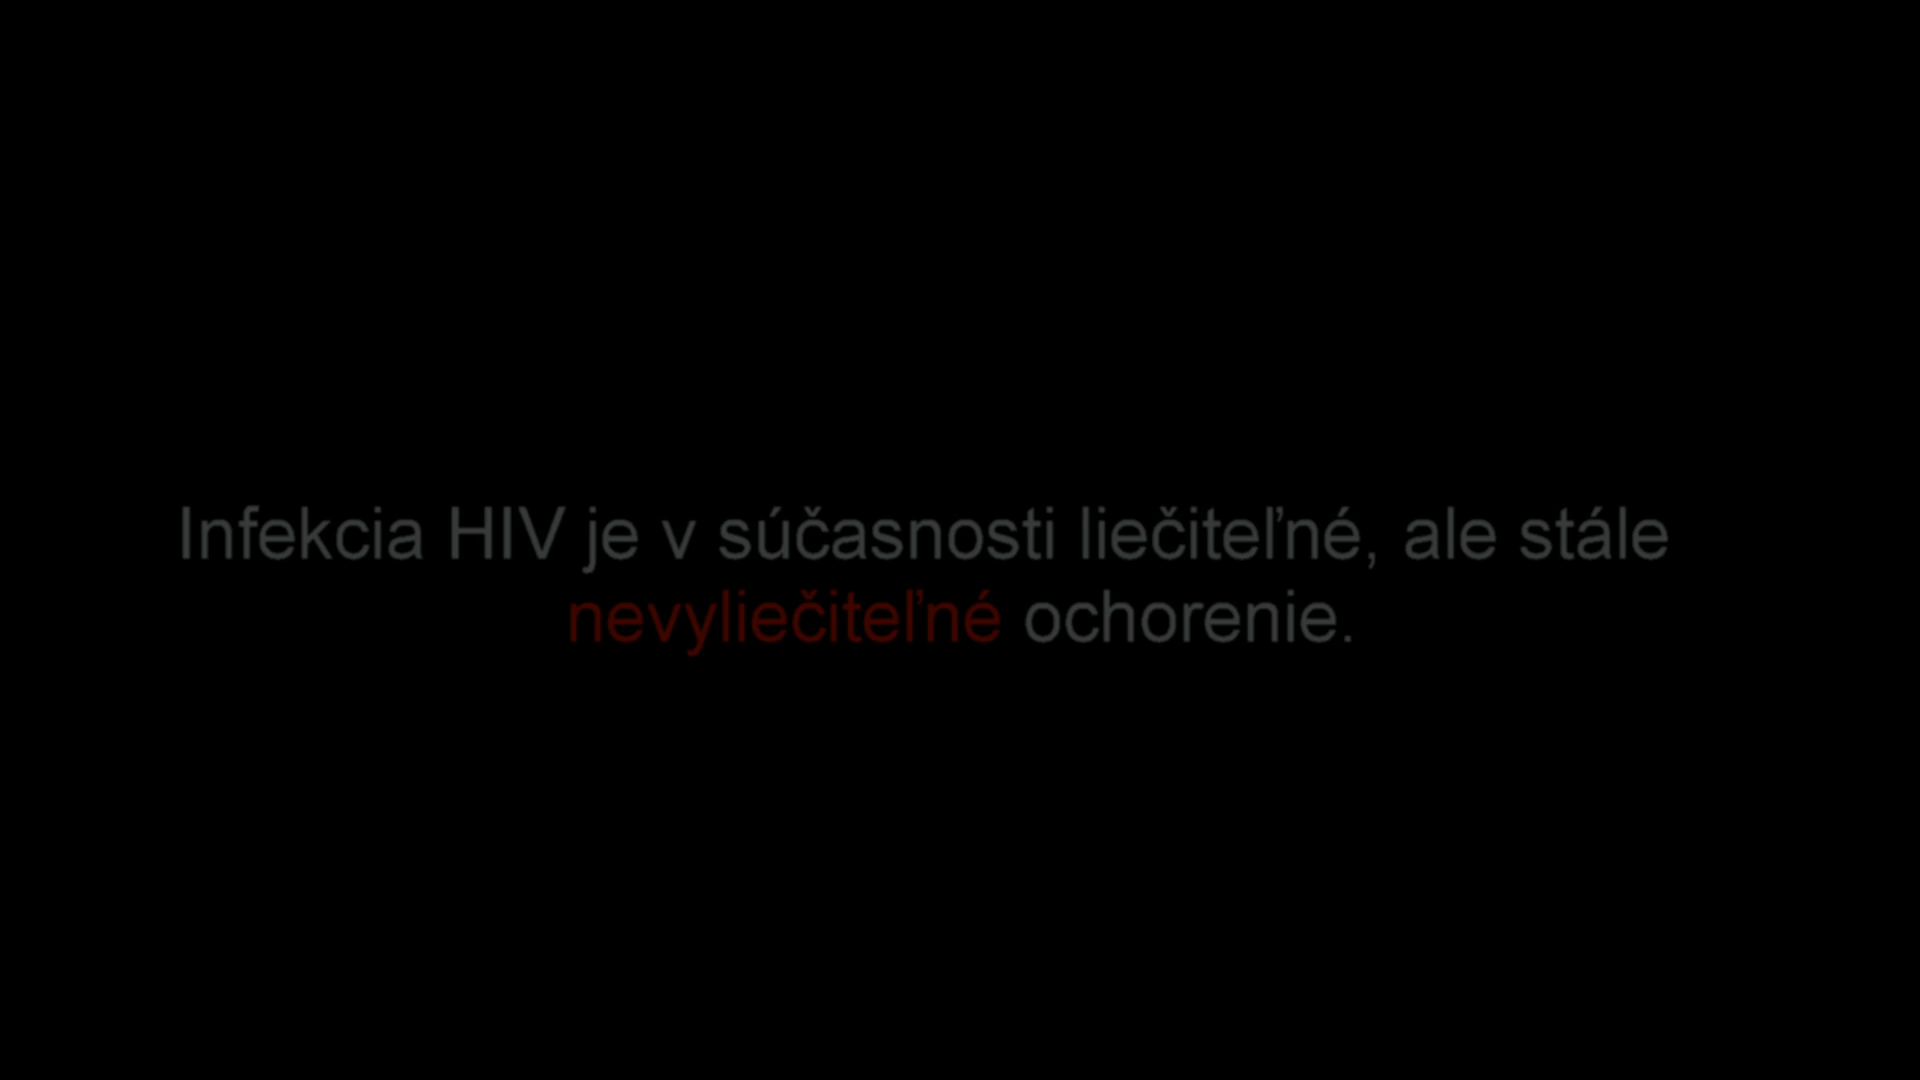 Infekcia HIV je v súčasnosti liečiteľné, ale stále
nevyliečiteľné ochorenie.